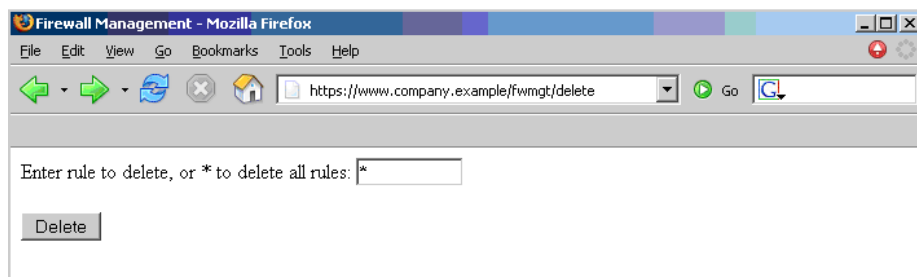 Firewall Management - Mozilla Firefox
File Edit View Go Bookmarks Tools Help
https://www.company.example/fwmgt/delete Go G
Enter rule to delete, or * to delete all rules: *
Delete